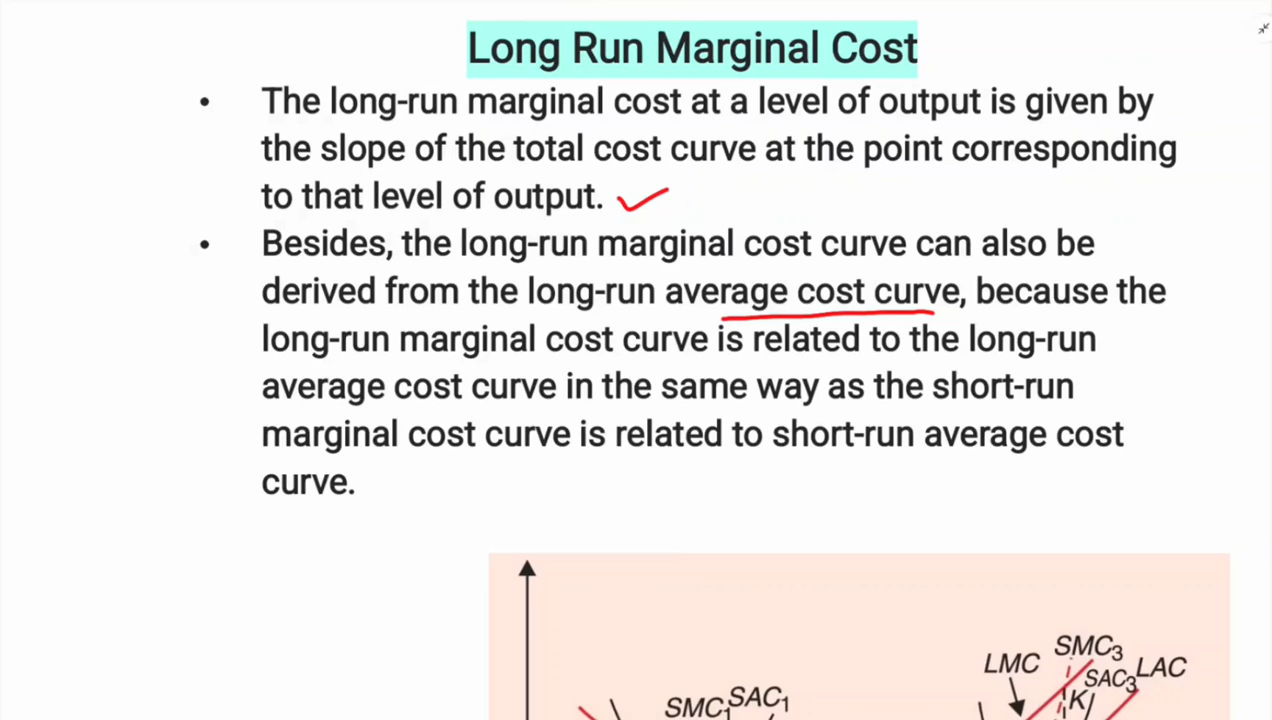 Long Run Marginal Cost
• The long-run marginal cost at a level of output is given by
the slope of the total cost curve at the point corresponding
to that level of output.
• Besides, the long-run marginal cost curve can also be
derived from the long-run average cost curve, because the
long-run marginal cost curve is related to the long-run
average cost curve in the same way as the short-run
marginal cost curve is related to short-run average cost
curve.
SMC₃
LMC
LAC
SAC₃
K
SMC₁
SAC₁